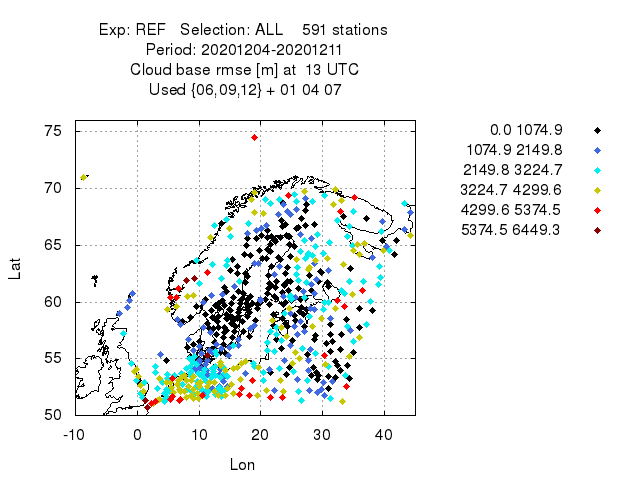 Exp: REF Selection: ALL 591 stations
Period: 20201204-20201211
Cloud base rmse [m] at 13 UTC
Used {06,09,12} + 01 04 07
0.0 1074.9
1074.9 2149.8
2149.8 3224.7
3224.7 4299.6
4299.6 5374.5
5374.5 6449.3
75
70
65
60
55
50
Lat
-10 0 10 20 30 40
Lon